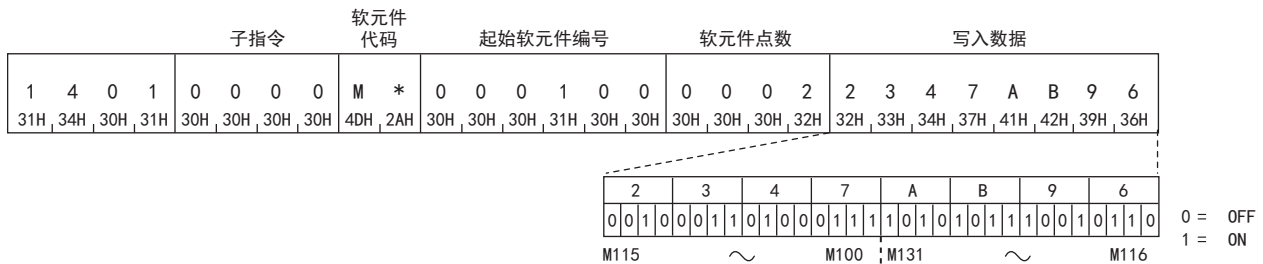 软元件
子指令 代码 起始软元件编号 软元件点数 写入数据
1 4 0 1 0 0 0 0 M * 0 0 0 1 0 0 0 0 0 2 2 3 4 7 A B 9 6
31H 34H 30H 31H 30H 30H 30H 30H 4DH 2AH 30H 30H 30H 31H 30H 30H 30H 30H 30H 32H 32H 33H 34H 37H 41H 42H 39H 36H
2 3 4 7 A B 9 6
0 0 1 0 0 0 1 1 0 1 0 0 0 1 1 1 1 0 1 0 1 0 1 1 1 0 0 1 0 1 1 0 0 = OFF
1 = ON
M115 ～ M100 M131 ～ M116